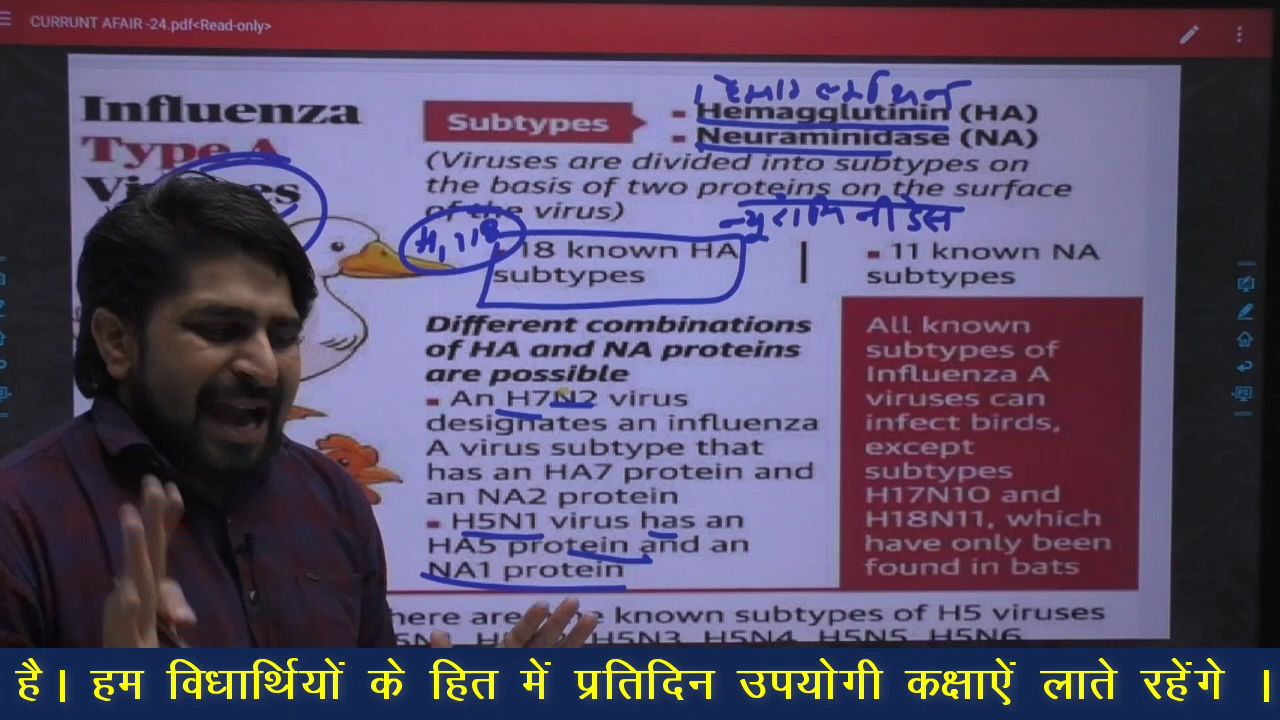 CURRUNT AFAIR -24.pdf<Read-only>
Influenza
Type A
Subtypes
Hemagglutinin (HA)
Neuraminidase (NA)
(Viruses are divided into subtypes on
the basis of two proteins on the surface
of the virus)
न्युरामिनीडेस
18 known HA
subtypes
11 known NA
subtypes
Different combinations
of HA and NA proteins
are possible
An H7N2 virus
designates an influenza
A virus subtype that
has an HA7 protein and
an NA2 protein
H5N1 virus has an
HA5 protein and an
NA1 protein
All known
subtypes of
Influenza A
viruses can
infect birds,
except
subtypes
H17N10 and
H18N11, which
have only been
found in bats
here are known subtypes of H5 viruses
H5N3, H5N4, H5N5, H5N6
है। हम विधार्थियों के हित में प्रतिदिन उपयोगी कक्षाऐं लाते रहेंगे ।